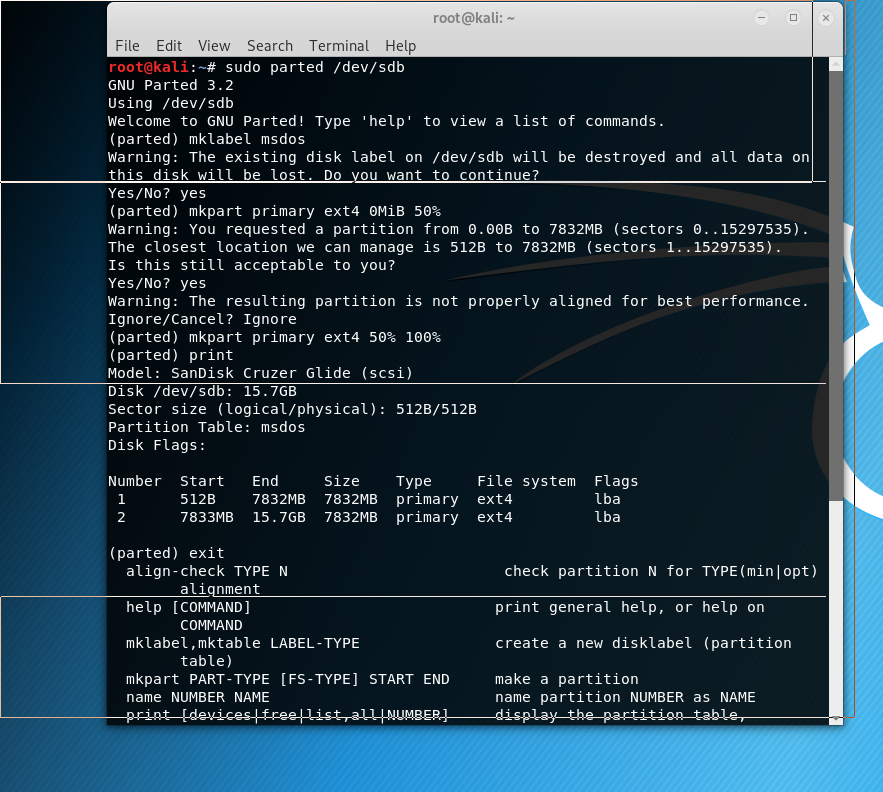 root@kali: ~
File Edit View Search Terminal Help
root@kali:~# sudo parted /dev/sdb
GNU Parted 3.2
Using /dev/sdb
Welcome to GNU Parted! Type 'help' to view a list of commands.
(parted) mklabel msdos
Warning: The existing disk label on /dev/sdb will be destroyed and all data on
this disk will be lost. Do you want to continue?
Yes/No? yes
(parted) mkpart primary ext4 0MiB 50%
Warning: You requested a partition from 0.00B to 7832MB (sectors 0..15297535).
The closest location we can manage is 512B to 7832MB (sectors 1..15297535).
Is this still acceptable to you?
Yes/No? yes
Warning: The resulting partition is not properly aligned for best performance.
Ignore/Cancel? Ignore
(parted) mkpart primary ext4 50% 100%
(parted) print
Model: SanDisk Cruzer Glide (scsi)
Disk /dev/sdb: 15.7GB
Sector size (logical/physical): 512B/512B
Partition Table: msdos
Disk Flags:
Number Start End Size Type File system Flags
1 512B 7832MB 7832MB primary ext4 lba
2 7833MB 15.7GB 7832MB primary ext4 lba
(parted) exit
align-check TYPE N check partition N for TYPE(min|opt)
alignment
help [COMMAND] print general help, or help on
COMMAND
mklabel,mktable LABEL-TYPE create a new disklabel (partition
table)
mkpart PART-TYPE [FS-TYPE] START END make a partition
name NUMBER NAME name partition NUMBER as NAME
print [devices|free|list,all|NUMBER] display the partition table,